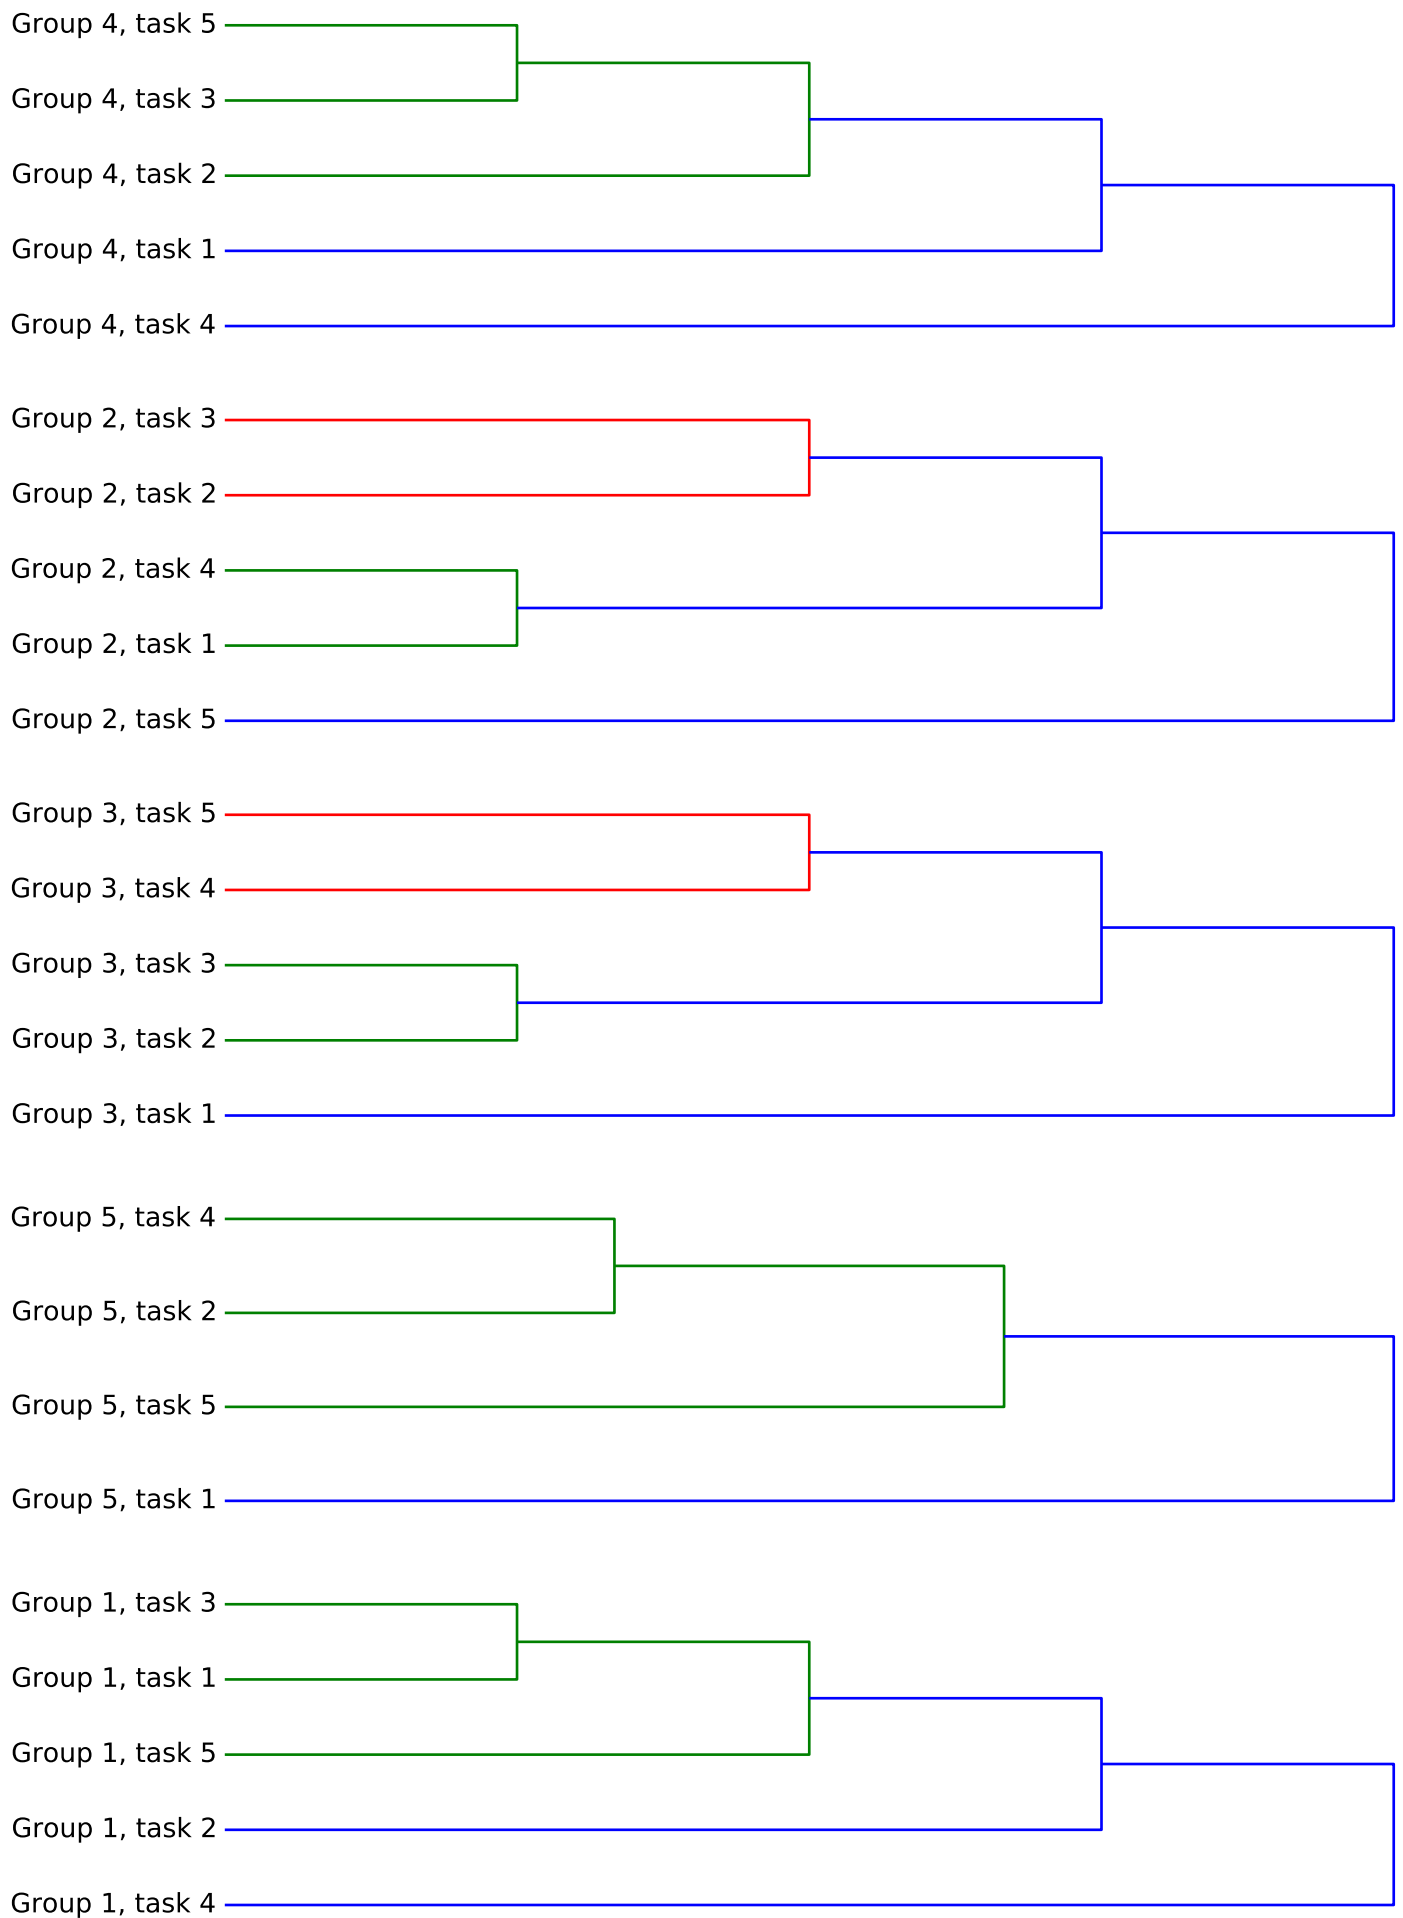 Group 4, task 5
Group 4, task 3
Group 4, task 2
Group 4, task 1
Group 4, task 4
Group 2, task 3
Group 2, task 2
Group 2, task 4
Group 2, task 1
Group 2, task 5
Group 3, task 5
Group 3, task 4
Group 3, task 3
Group 3, task 2
Group 3, task 1
Group 5, task 4
Group 5, task 2
Group 5, task 5
Group 5, task 1
Group 1, task 3
Group 1, task 1
Group 1, task 5
Group 1, task 2
Group 1, task 4